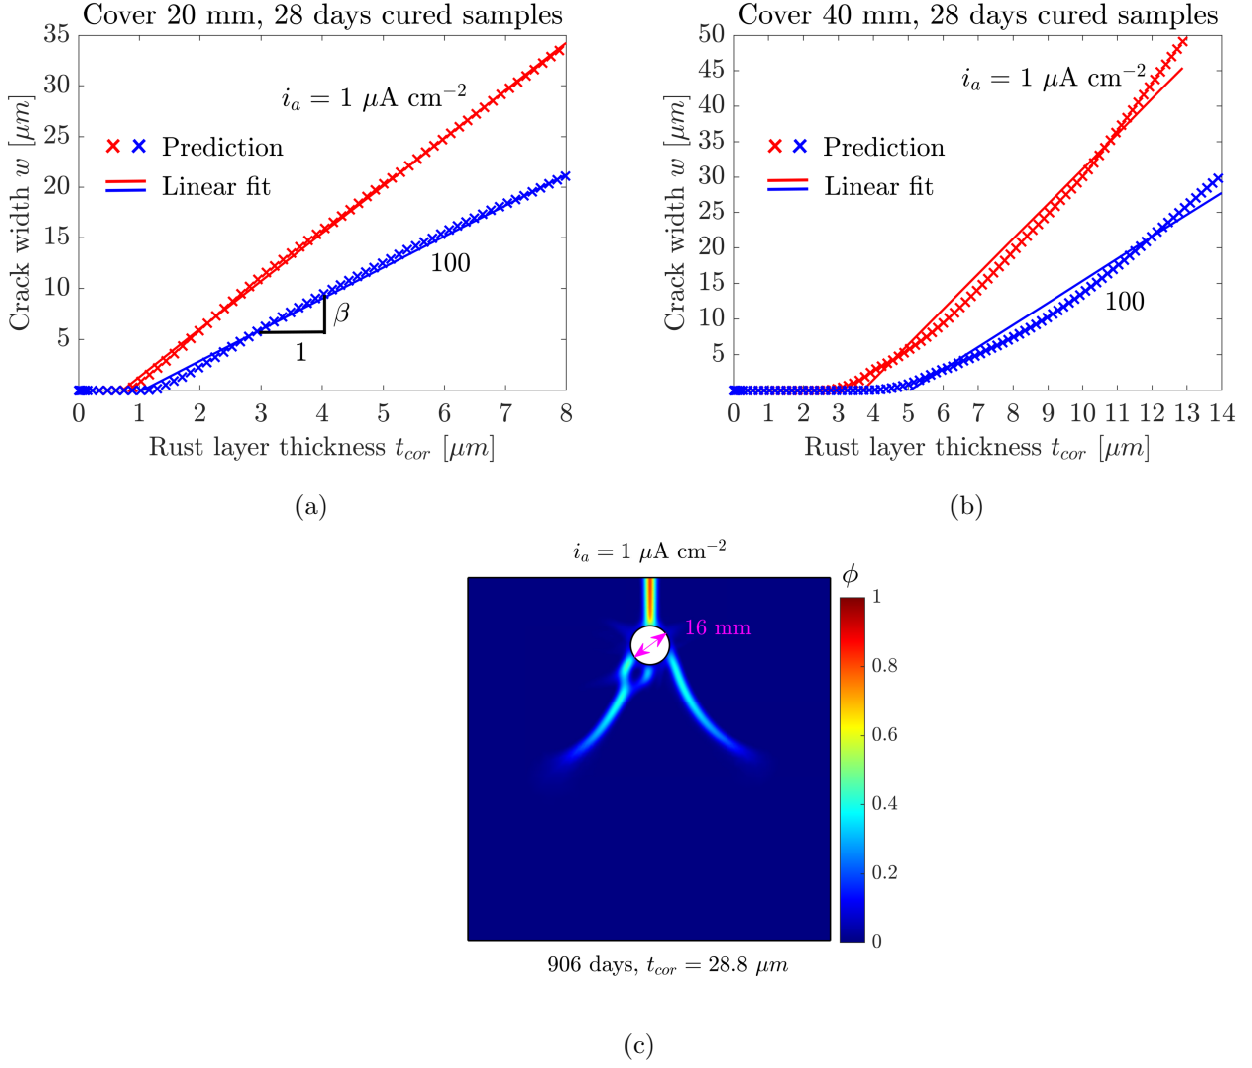 Cover 20 mm, 28 days cured samples
35
30
25
20
15
10
5
Crack width w [μm]
i_a = 1 μA cm⁻²
Prediction
Linear fit
100
β
1
0 1 2 3 4 5 6 7 8
Rust layer thickness t_cor [μm]
(a)
Cover 40 mm, 28 days cured samples
50
45
40
35
30
25
20
15
10
5
Crack width w [μm]
i_a = 1 μA cm⁻²
Prediction
Linear fit
100
0 1 2 3 4 5 6 7 8 9 10 11 12 13 14
Rust layer thickness t_cor [μm]
(b)
i_a = 1 μA cm⁻²
16 mm
ϕ
1
0.8
0.6
0.4
0.2
0
906 days, t_cor = 28.8 μm
(c)